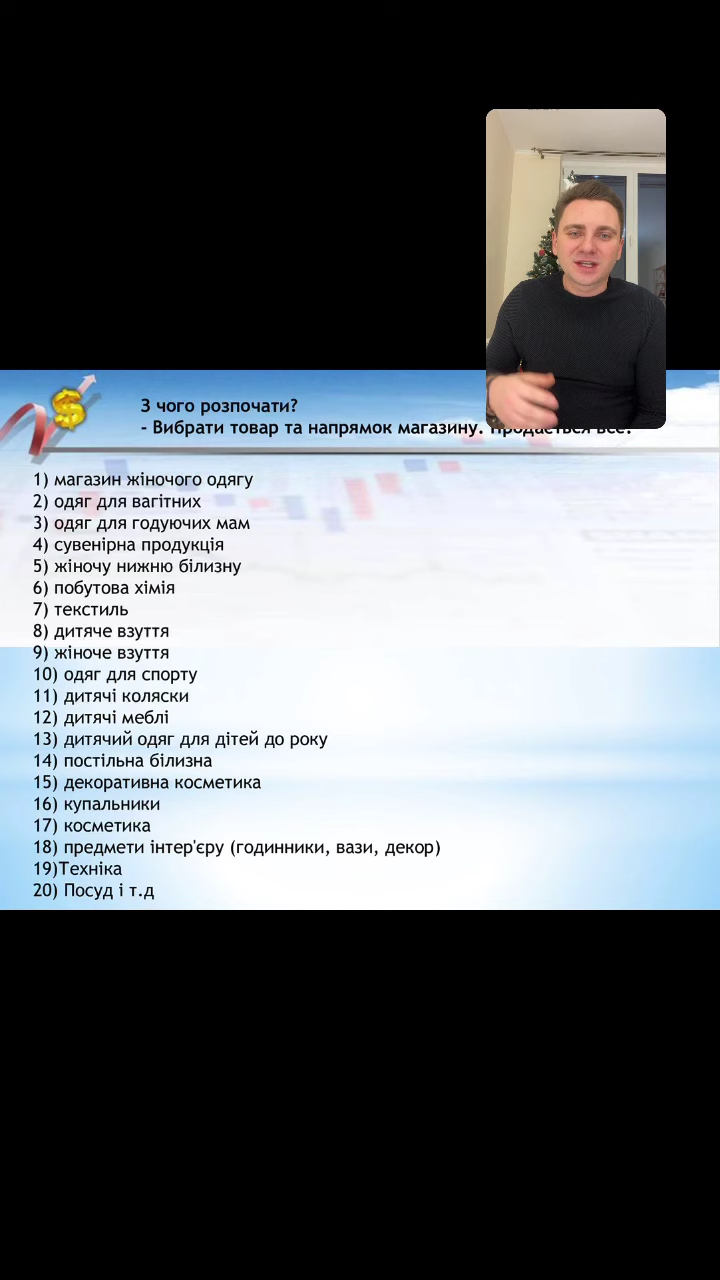 З чого розпочати?
- Вибрати товар та напрямок магазину. Продається все.
1) магазин жіночого одягу
2) одяг для вагітних
3) одяг для годуючих мам
4) сувенірна продукція
5) жіночу нижню білизну
6) побутова хімія
7) текстиль
8) дитяче взуття
9) жіноче взуття
10) одяг для спорту
11) дитячі коляски
12) дитячі меблі
13) дитячий одяг для дітей до року
14) постільна білизна
15) декоративна косметика
16) купальники
17) косметика
18) предмети інтер'єру (годинники, вази, декор)
19)Техніка
20) Посуд і т.д